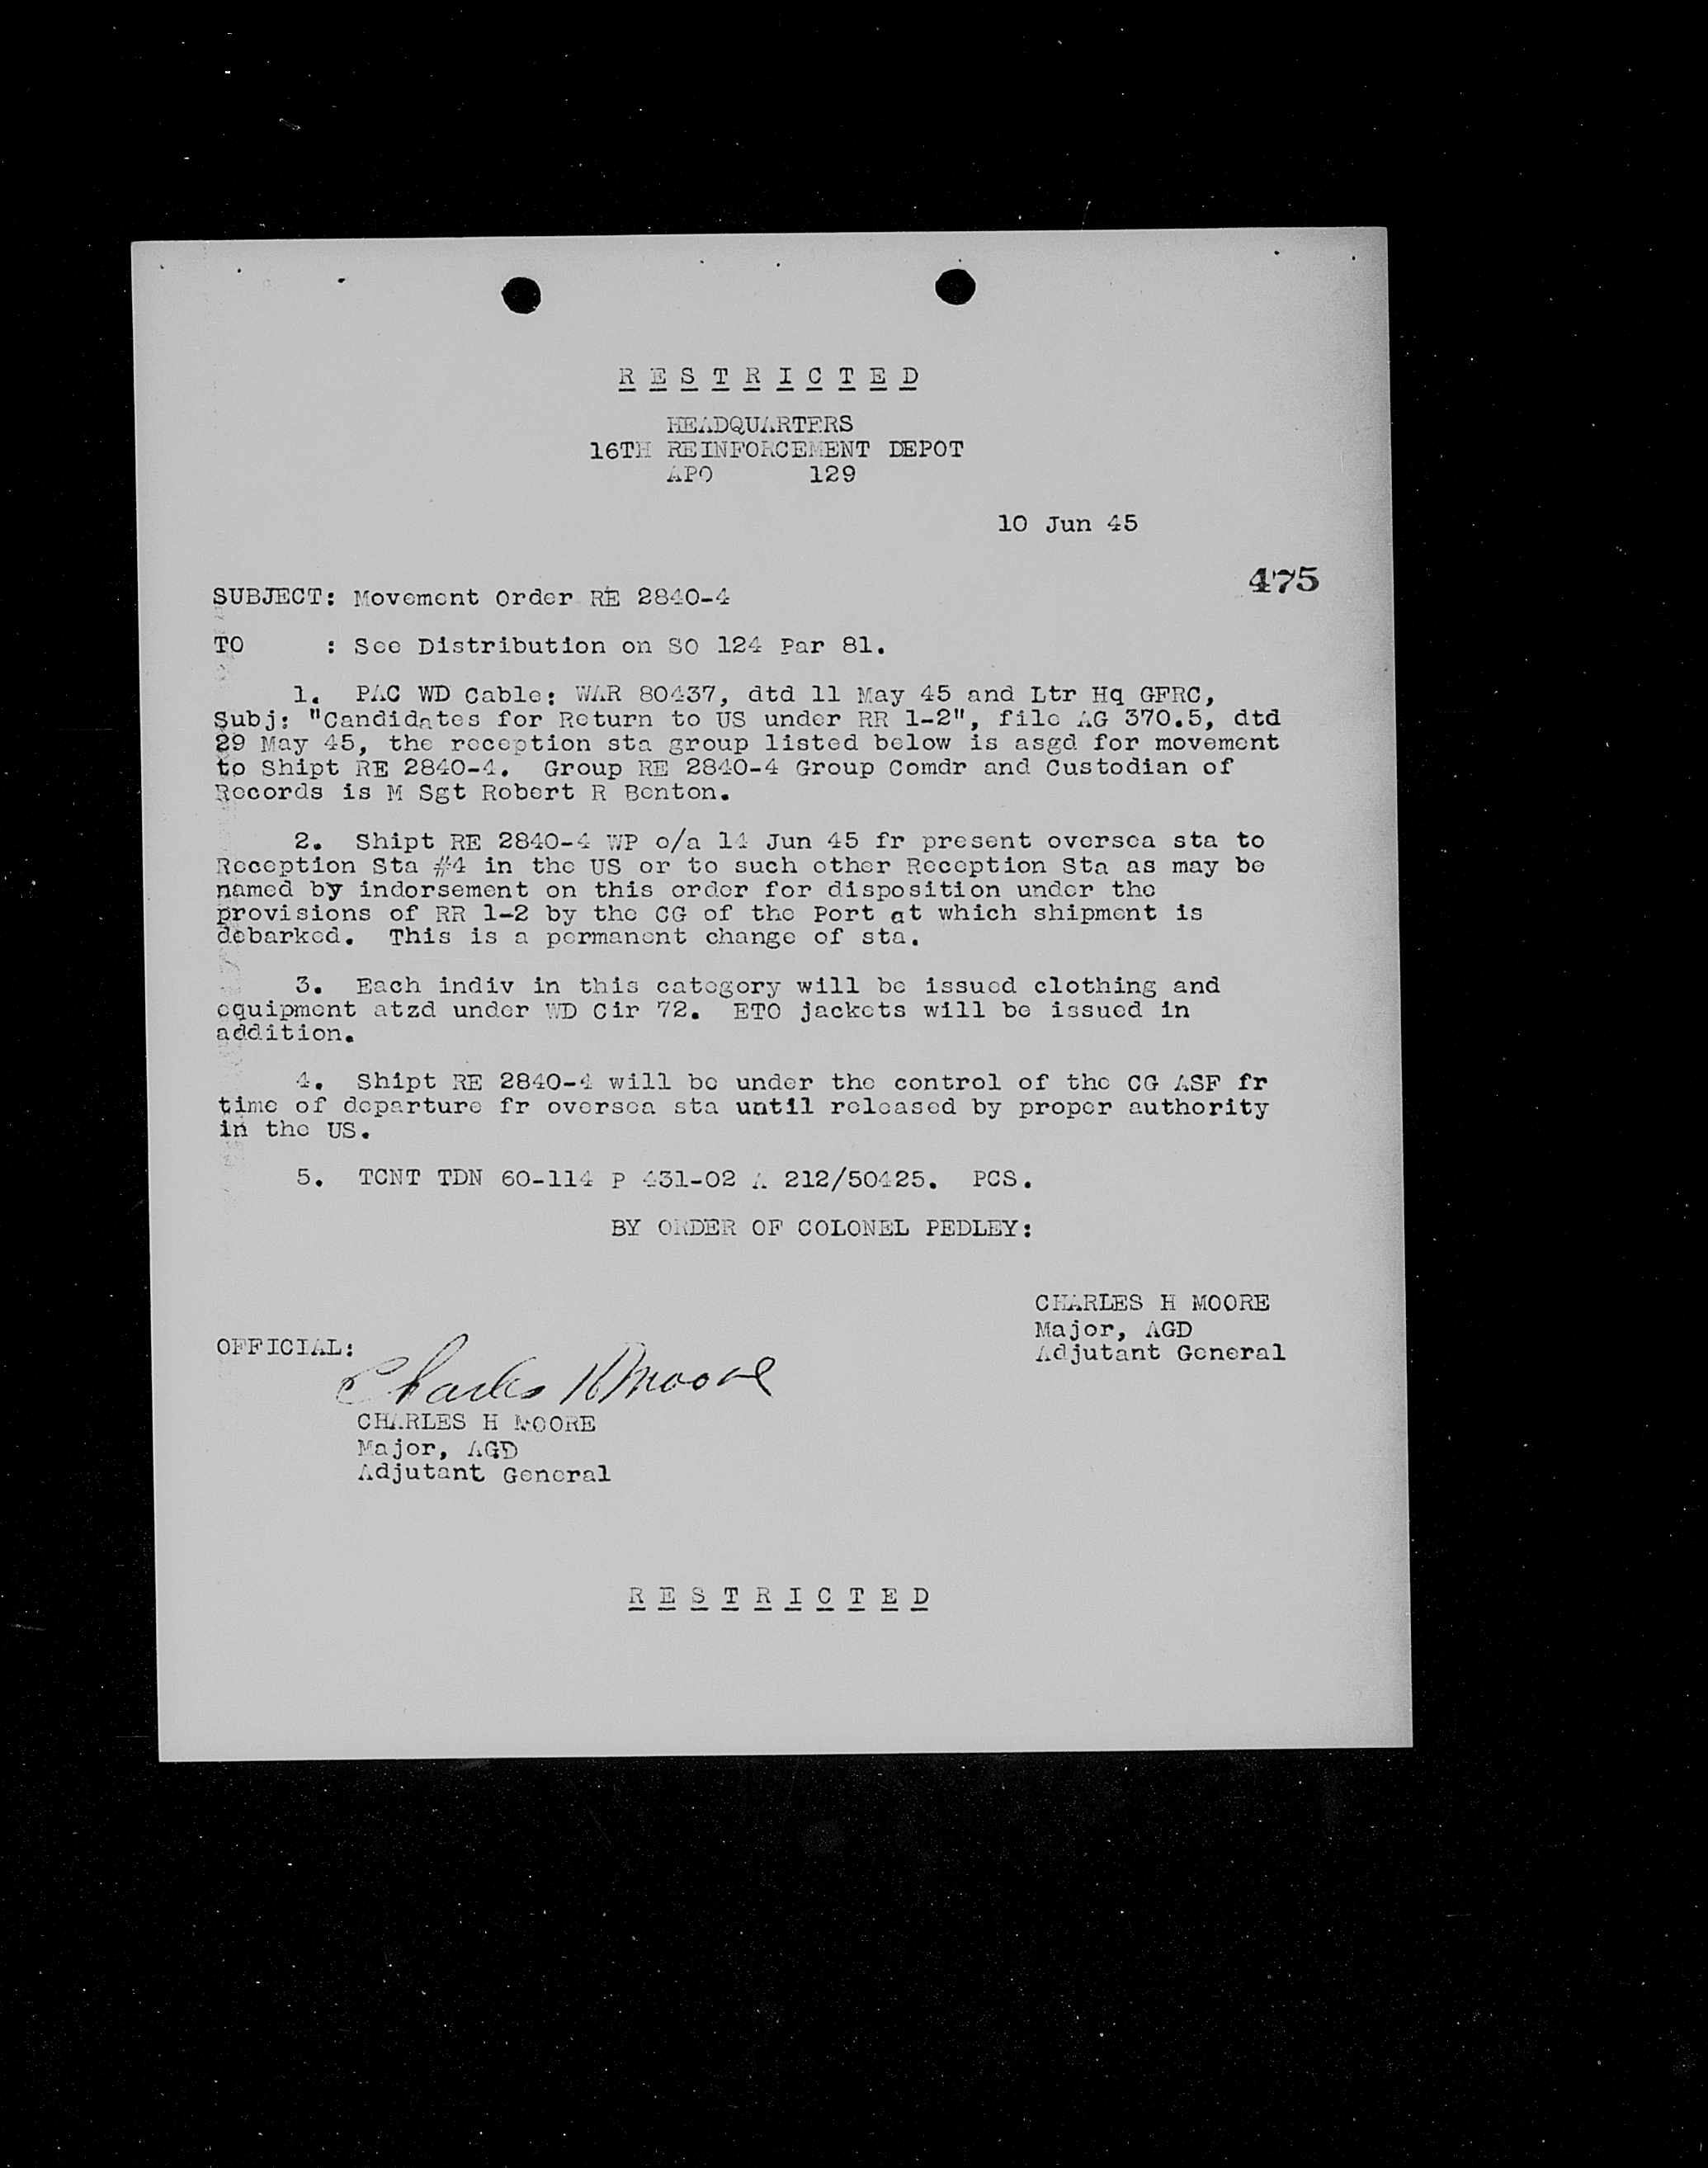 R E S T R I C T E D
HEADQUARTERS
16TH REINFORCEMENT DEPOT
APO 129
10 Jun 45
475
SUBJECT: Movement Order RE 2840-4
TO : See Distribution on SO 124 Par 81.
1. PAC WD Cable: WAR 80437, dtd 11 May 45 and Ltr Hq GFRC,
Subj: "Candidates for Return to US under RR 1-2", file AG 370.5, dtd
29 May 45, the reception sta group listed below is asgd for movement
to Shipt RE 2840-4. Group RE 2840-4 Group Comdr and Custodian of
Records is M Sgt Robert R Benton.
2. Shipt RE 2840-4 WP o/a 14 Jun 45 fr present oversea sta to
Reception Sta #4 in the US or to such other Reception Sta as may be
named by indorsement on this order for disposition under the
provisions of RR 1-2 by the CG of the Port at which shipment is
debarked. This is a permanent change of sta.
3. Each indiv in this category will be issued clothing and
equipment atzd under WD Cir 72. ETO jackets will be issued in
addition.
4. Shipt RE 2840-4 will be under the control of the CG ASF fr
time of departure fr oversea sta until released by proper authority
in the US.
5. TCNT TDN 60-114 P 431-02 A 212/50425. PCS.
BY ORDER OF COLONEL PEDLEY:
CHARLES H MOORE
Major, AGD
Adjutant General
OFFICIAL:
Charles H Moore
CHARLES H MOORE
Major, AGD
Adjutant General
R E S T R I C T E D